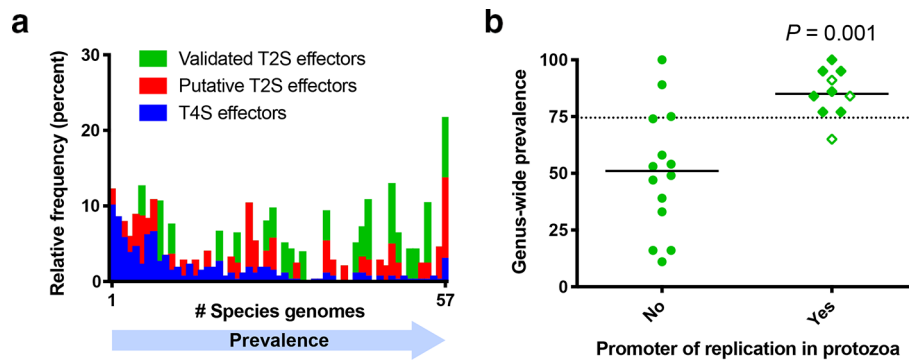 a
Relative frequency (percent)
30
20
10
0
Validated T2S effectors
Putative T2S effectors
T4S effectors
1
57
# Species genomes
Prevalence
b
P = 0.001
Genus-wide prevalence
100
75
50
25
0
No
Yes
Promoter of replication in protozoa